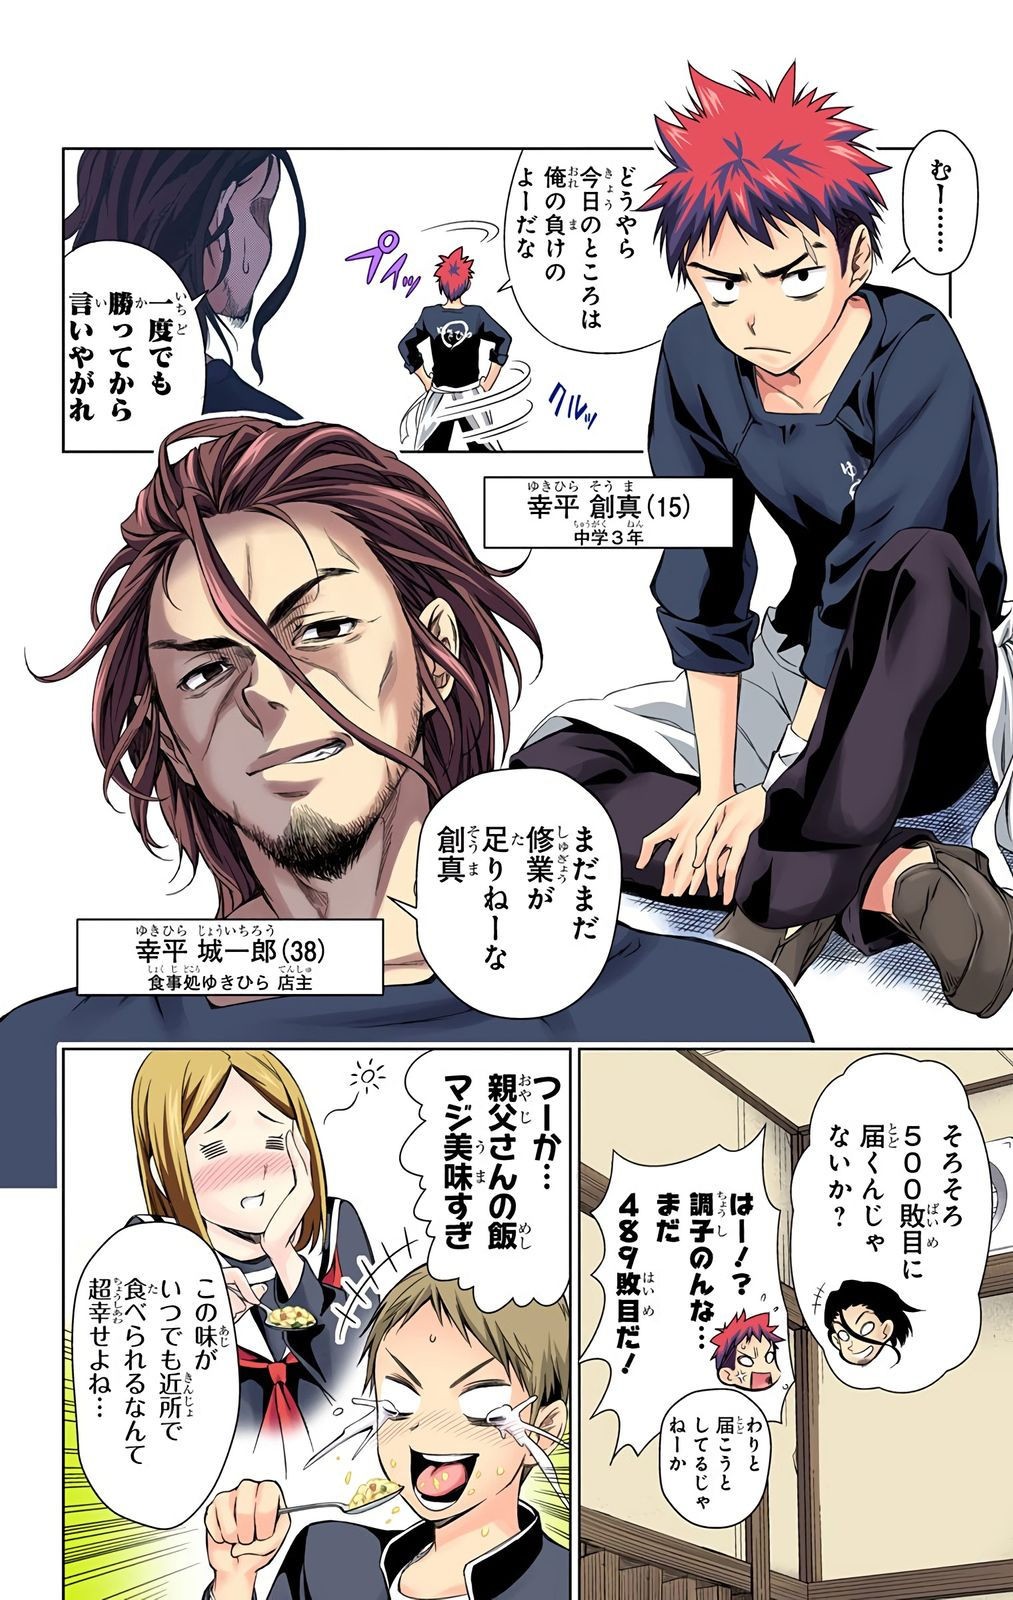 むー……
どうやら
今日のところは
俺の負けの
よーだな
クルッ
プイッ
ゆきひら
一度でも
勝ってから
言いやがれ
幸平 創真(15)
中学3年
まだまだ
修業が
足りねーな
創真
幸平 城一郎(38)
食事処ゆきひら 店主
そろそろ
500敗目に
届くんじゃ
ないか?
はー!?
調子のんな…
まだ
489敗目だ!
わりと
届こうと
してるじゃ
ねーか
つーか…
親父さんの飯
マジ美味すぎ
この味が
いつでも近所で
食べられるなんて
超幸せよね…